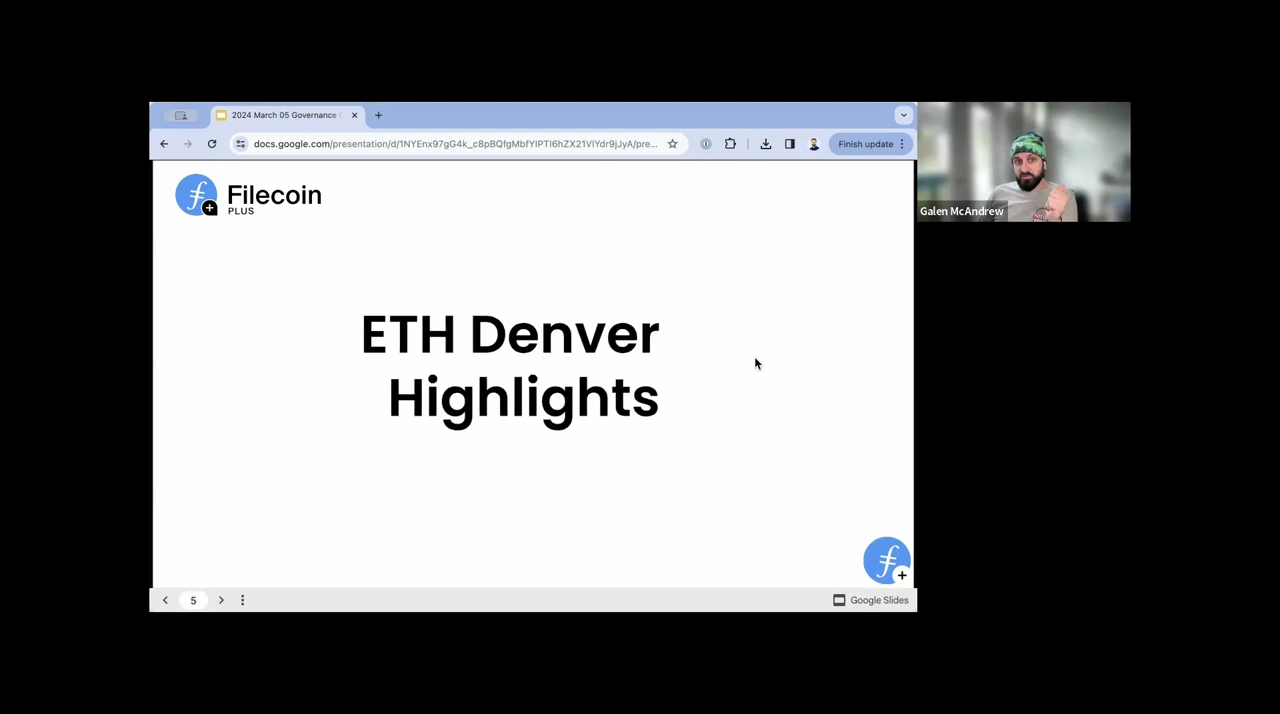 2024 March 05 Governance
docs.google.com/presentation/d/1NYEnx97gG4k_c8pBQfgMbfYIPTI6hZX21VIYdr9jJyA/pre...
Finish update
Filecoin
PLUS
Galen McAndrew
ETH Denver
Highlights
5
Google Slides